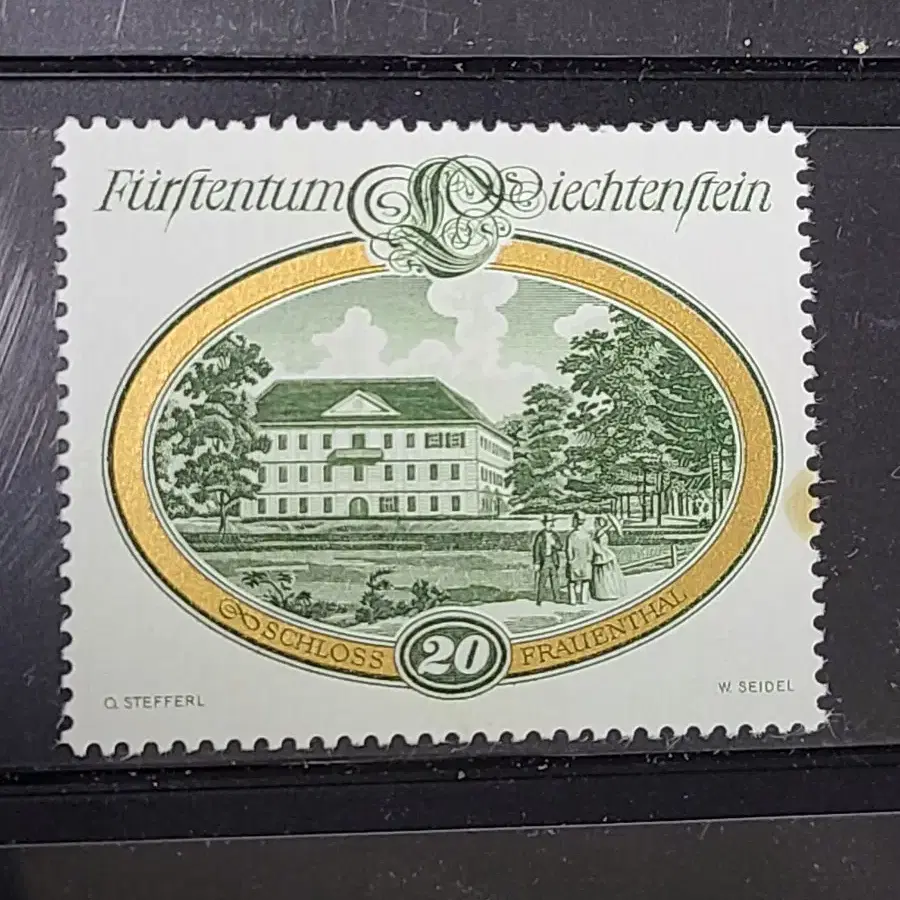 Fürſtentum Liechtenſtein
SCHLOSS 20 FRAUENTHAL
O. STEFFERL
W. SEIDEL